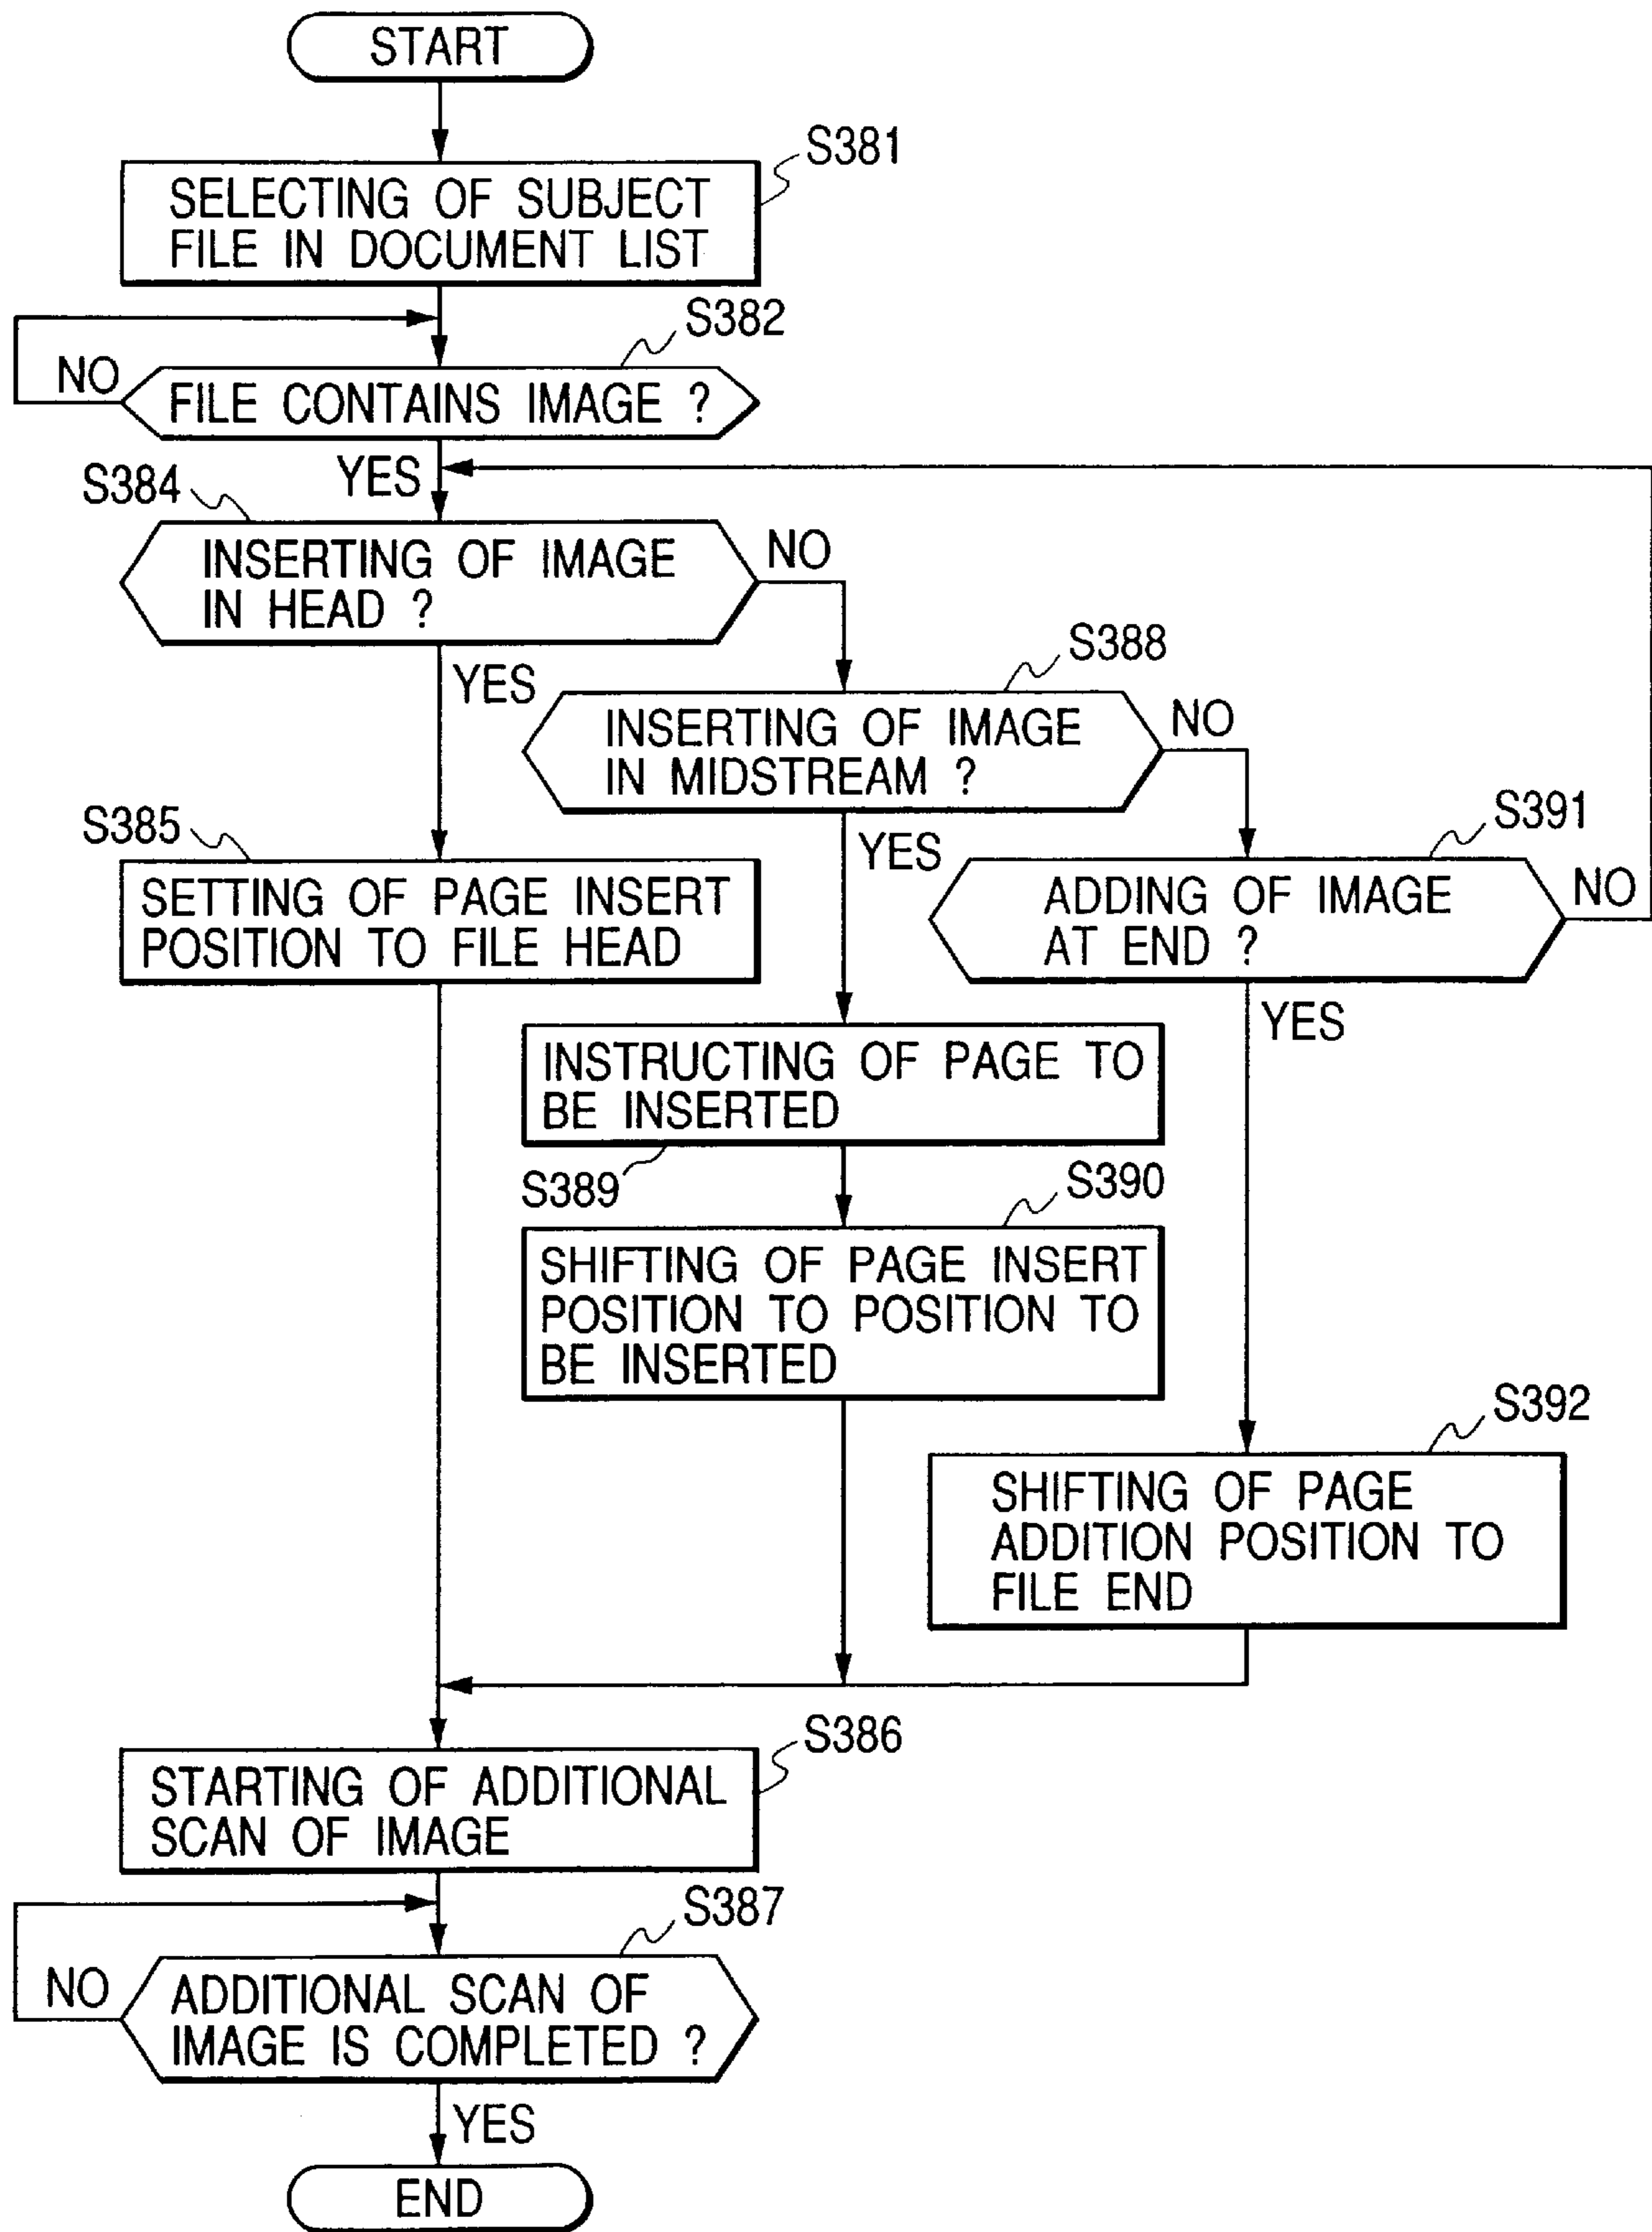 START
S381
SELECTING OF SUBJECT
FILE IN DOCUMENT LIST
S382
NO
FILE CONTAINS IMAGE ?
YES
S384
INSERTING OF IMAGE
IN HEAD ?
NO
YES
S388
INSERTING OF IMAGE
IN MIDSTREAM ?
NO
YES
S385
SETTING OF PAGE INSERT
POSITION TO FILE HEAD
S391
ADDING OF IMAGE
AT END ?
NO
YES
INSTRUCTING OF PAGE TO
BE INSERTED
S389
S390
SHIFTING OF PAGE INSERT
POSITION TO POSITION TO
BE INSERTED
S392
SHIFTING OF PAGE
ADDITION POSITION TO
FILE END
S386
STARTING OF ADDITIONAL
SCAN OF IMAGE
S387
NO
ADDITIONAL SCAN OF
IMAGE IS COMPLETED ?
YES
END